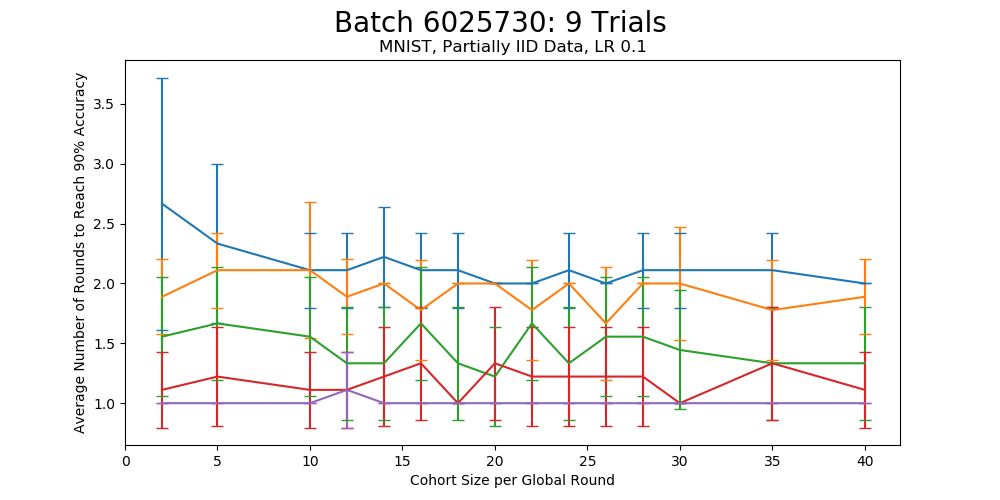 Batch 6025730: 9 Trials
MNIST, Partially IID Data, LR 0.1
Average Number of Rounds to Reach 90% Accuracy
3.5
3.0
2.5
2.0
1.5
1.0
0 5 10 15 20 25 30 35 40
Cohort Size per Global Round